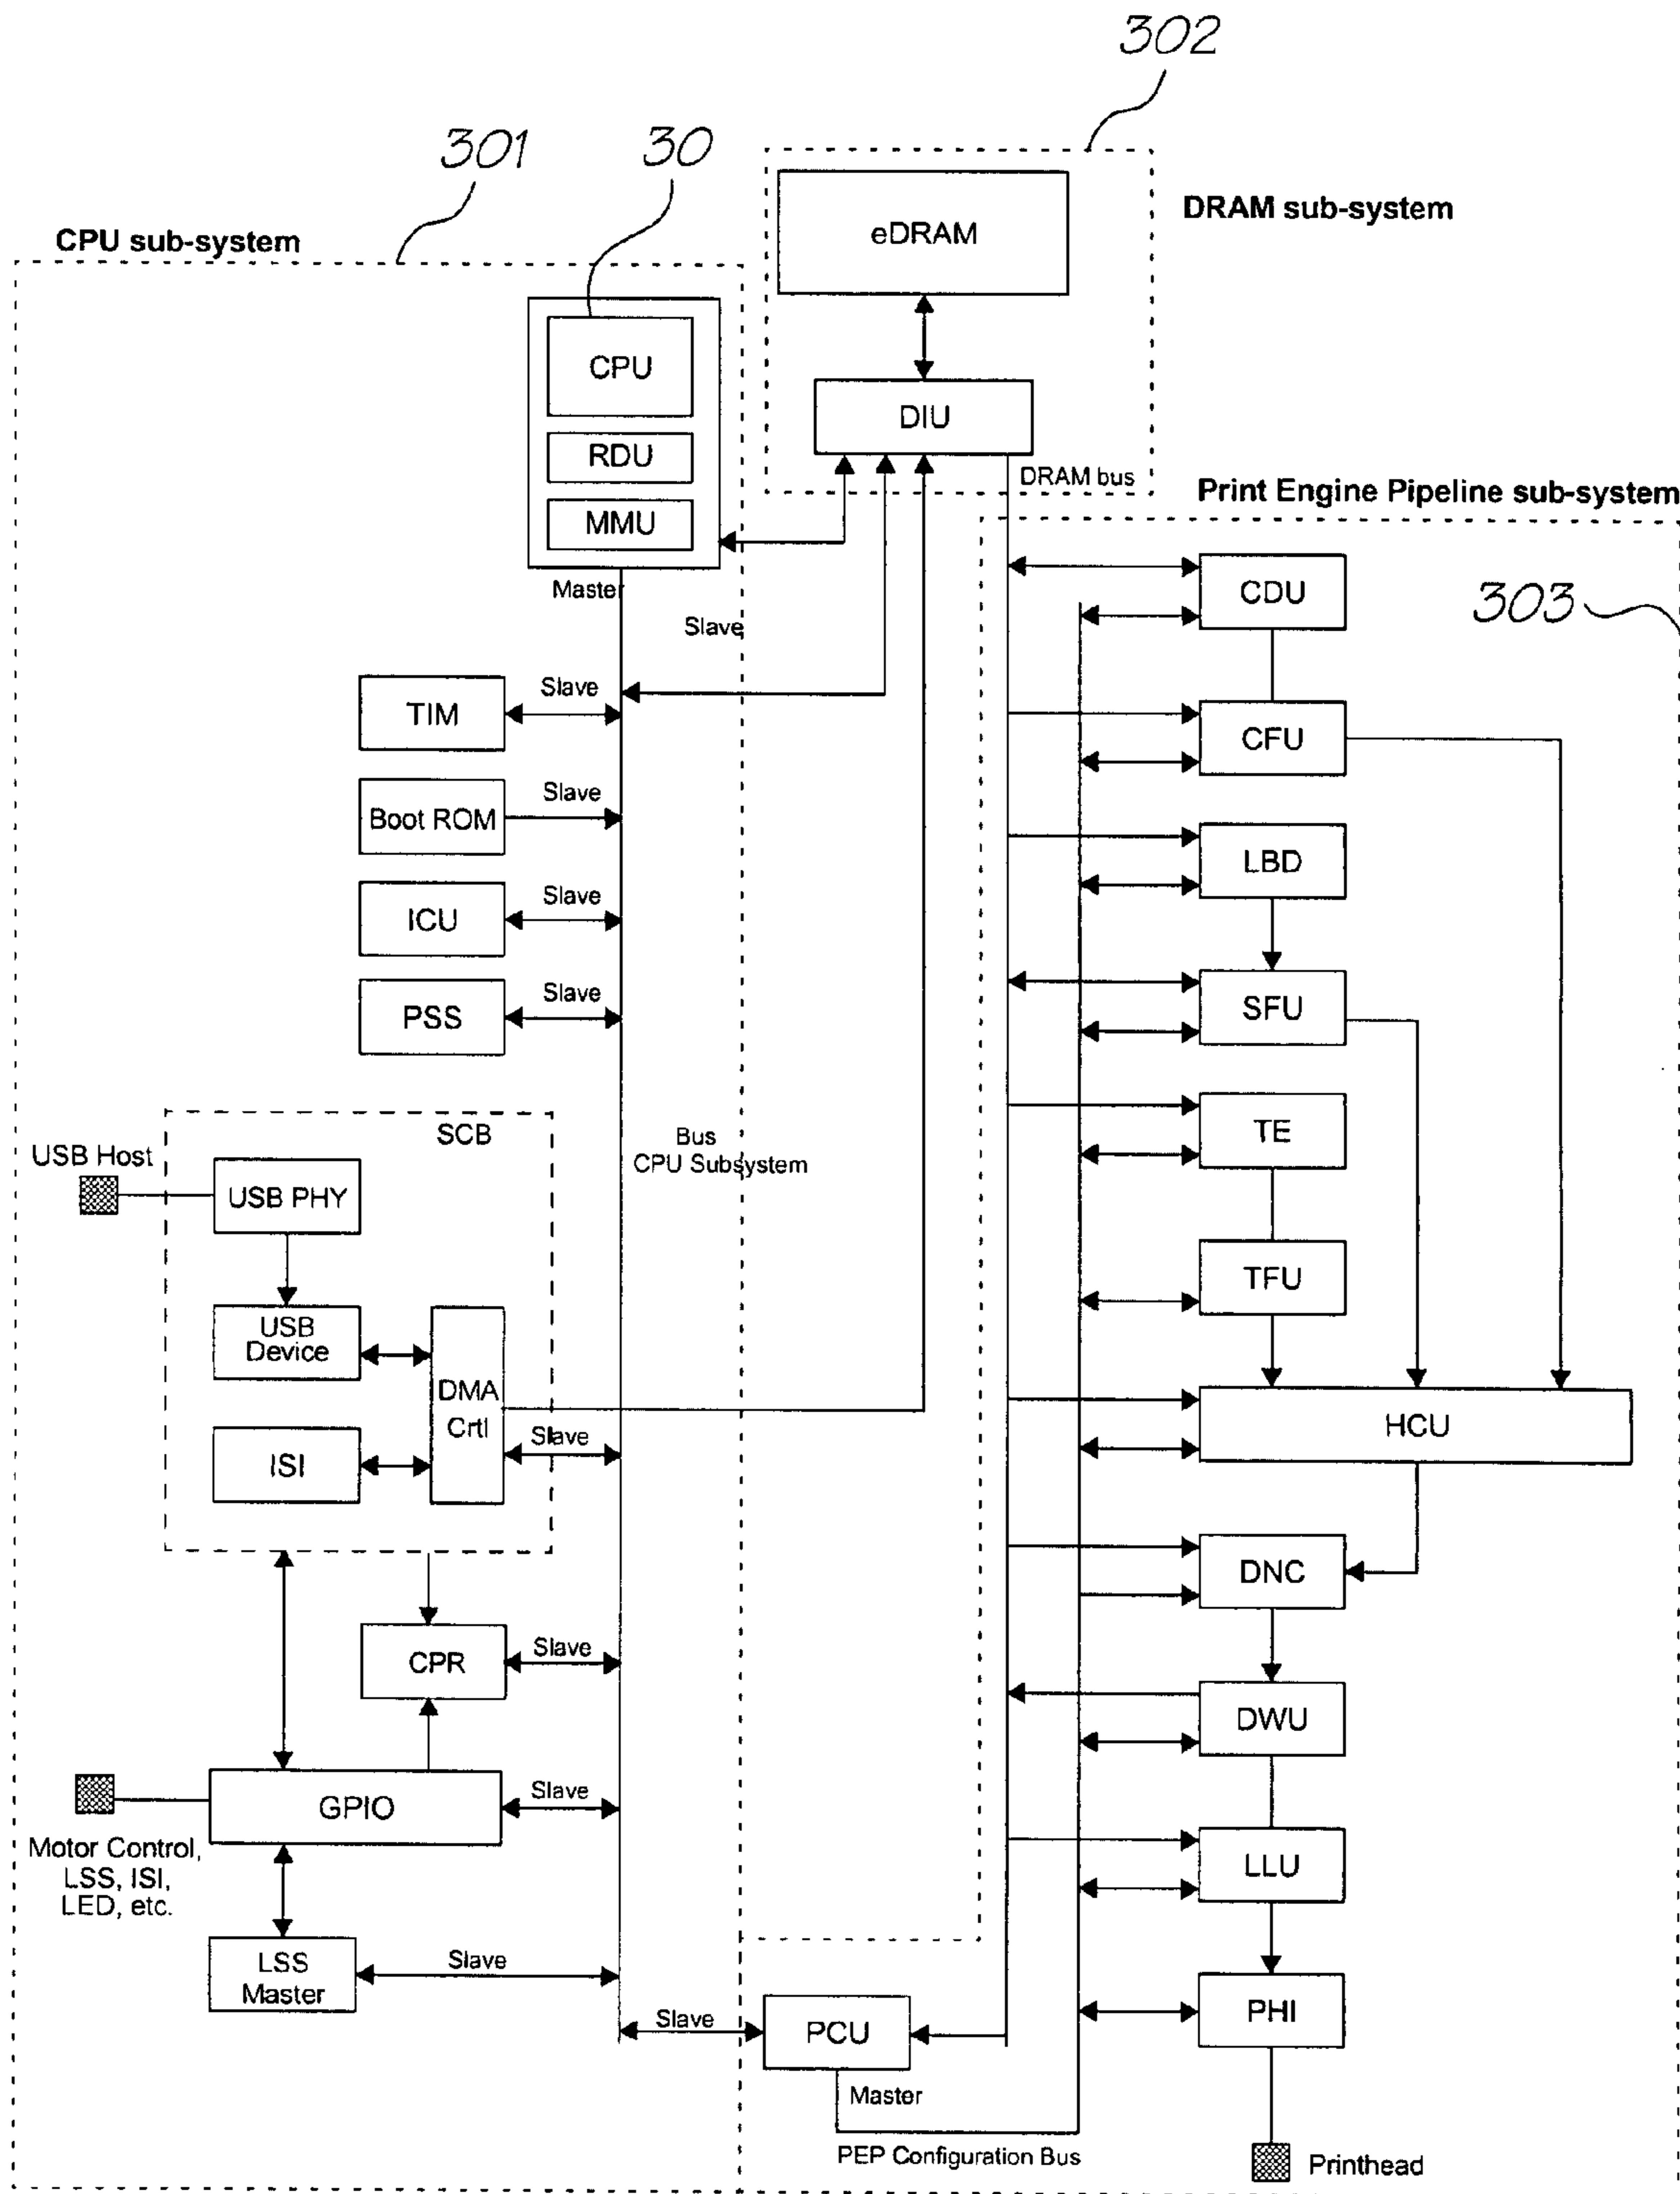 302
301
30
DRAM sub-system
CPU sub-system
eDRAM
CPU
DIU
RDU
DRAM bus
Print Engine Pipeline sub-system
MMU
Master
CDU
303
Slave
TIM
Slave
CFU
Boot ROM
Slave
LBD
ICU
Slave
PSS
Slave
SFU
SCB
TE
Bus
CPU Subsystem
USB Host
USB PHY
TFU
USB
Device
DMA
Crtl
HCU
Slave
ISI
DNC
CPR
Slave
DWU
GPIO
Slave
Motor Control,
LSS, ISI,
LED, etc.
LLU
LSS
Master
Slave
PHI
Slave
PCU
Master
PEP Configuration Bus
Printhead